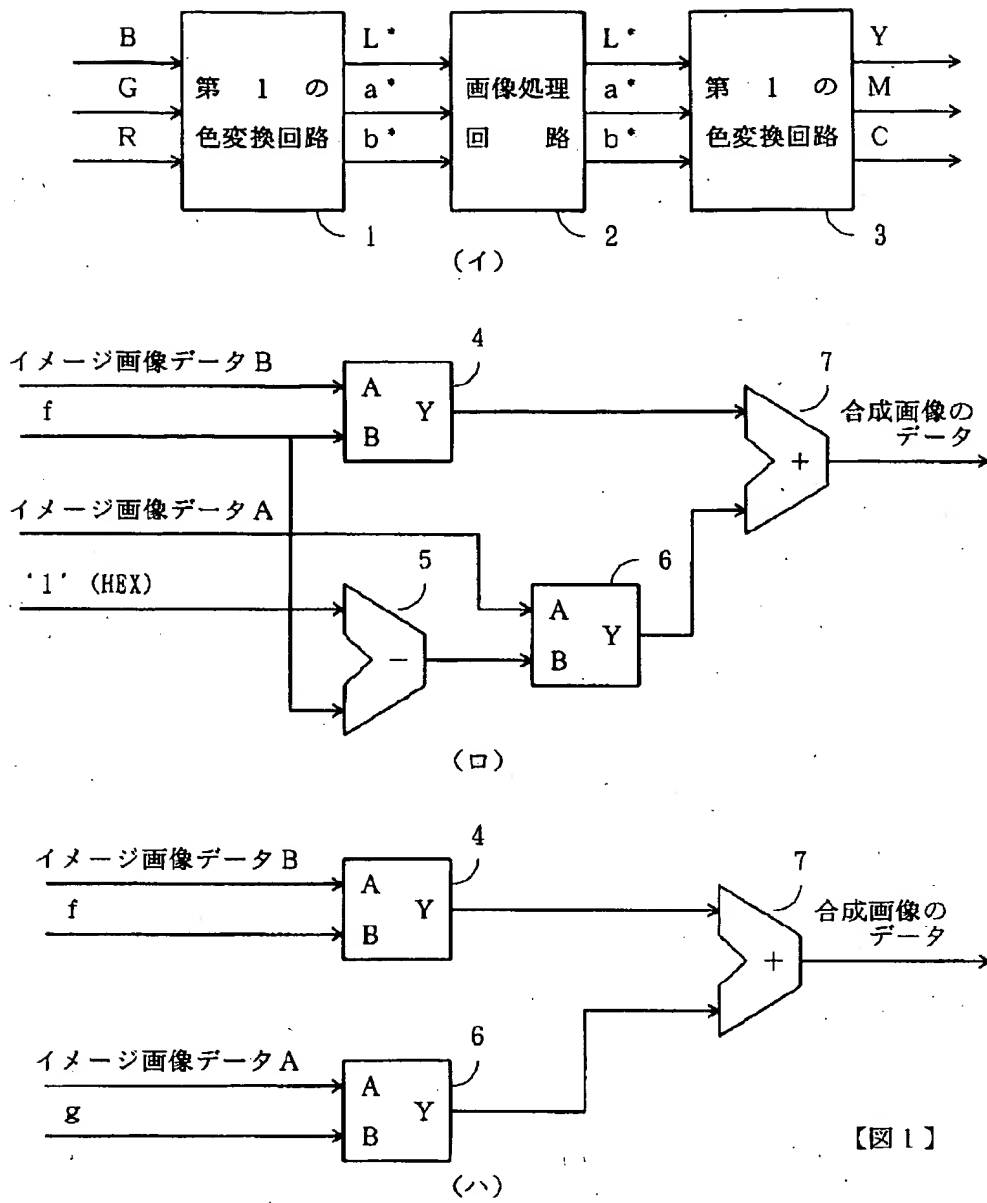 B L* L* Y
G 第1の a* 画像処理 a* 第1の M
R 色変換回路 b* 回路 b* 色変換回路 C
1 2 3
(イ)
イメージ画像データB 4
f A Y 7
B 合成画像の
データ
+
イメージ画像データA
'1' (HEX) 5 6
A Y
− B
(ロ)
イメージ画像データB 4
f A Y 7
B 合成画像の
データ
+
イメージ画像データA 6
g A Y
B
【図1】
(ハ)